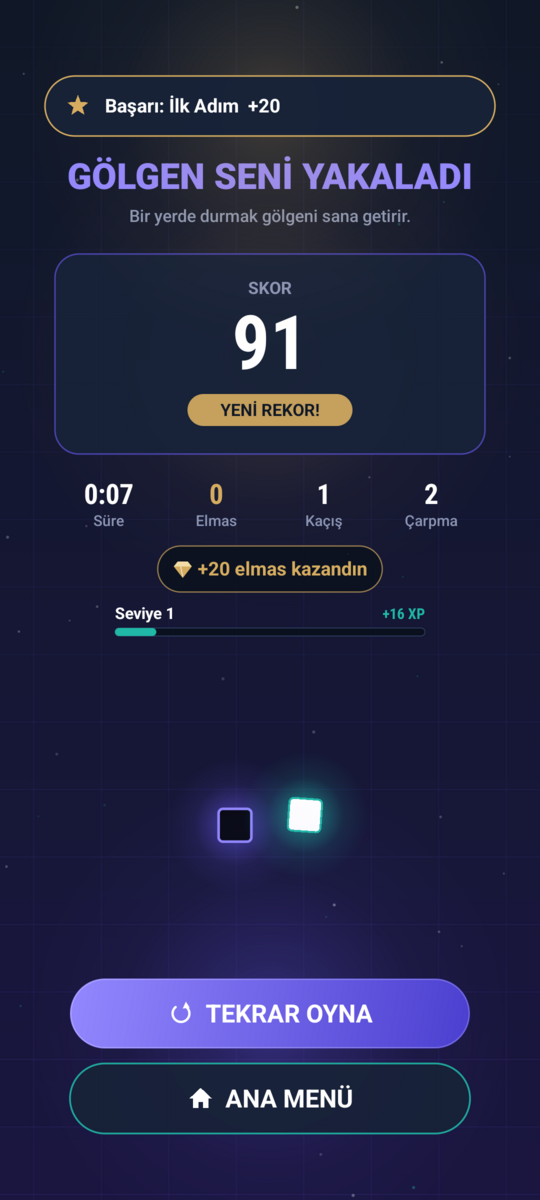 Başarı: İlk Adım +20
GÖLGEN SENİ YAKALADI
Bir yerde durmak gölgeni sana getirir.
SKOR
91
YENİ REKOR!
0:07 0 1 2
Süre Elmas Kaçış Çarpma
+20 elmas kazandın
Seviye 1 +16 XP
TEKRAR OYNA
ANA MENÜ